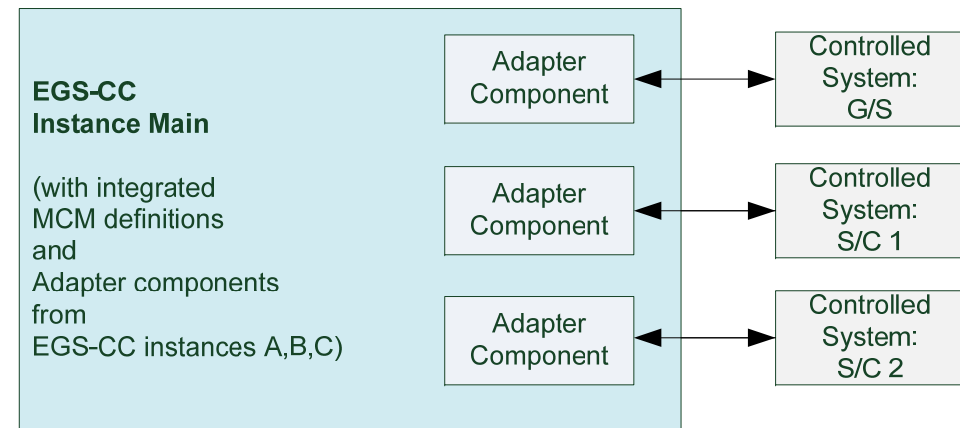 EGS-CC
Instance Main
(with integrated
MCM definitions
and
Adapter components
from
EGS-CC instances A,B,C)
Adapter
Component
Controlled
System:
G/S
Adapter
Component
Controlled
System:
S/C 1
Adapter
Component
Controlled
System:
S/C 2